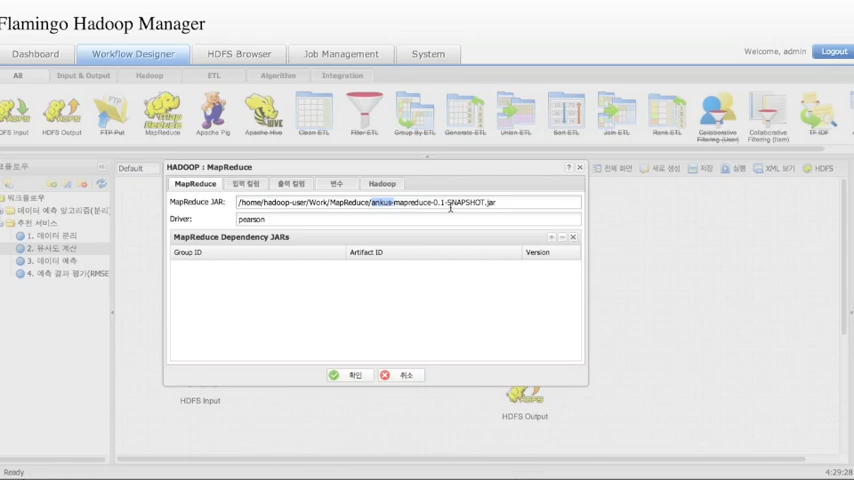 Flamingo Hadoop Manager
Dashboard Workflow Designer HDFS Browser Job Management System Welcome, admin Logout
All Input & Output Hadoop ETL Algorithm Integration
HDFS Input HDFS Output FTP Put MapReduce Apache Pig Apache Hive Clean ETL Filter ETL Group By ETL Generate ETL Union ETL Sort ETL Join ETL Rank ETL Collaborative Filtering (User) Collaborative Filtering (Item) TF-IDF
Default HADOOP : MapReduce 전체 화면 새로 생성 저장 실행 XML 보기 HDFS
MapReduce 입력 컬럼 출력 컬럼 변수 Hadoop
워크플로우
데이터 예측 알고리즘(분리
추천 서비스
1. 데이터 분리
2. 유사도 계산
3. 데이터 예측
4. 예측 결과 평가(RMSE
MapReduce JAR: /home/hadoop-user/Work/MapReduce/ankus-mapreduce-0.1-SNAPSHOT.jar
Driver: pearson
MapReduce Dependency JARs
Group ID Artifact ID Version
확인 취소
HDFS Input
HDFS Output
Ready 4:29:28